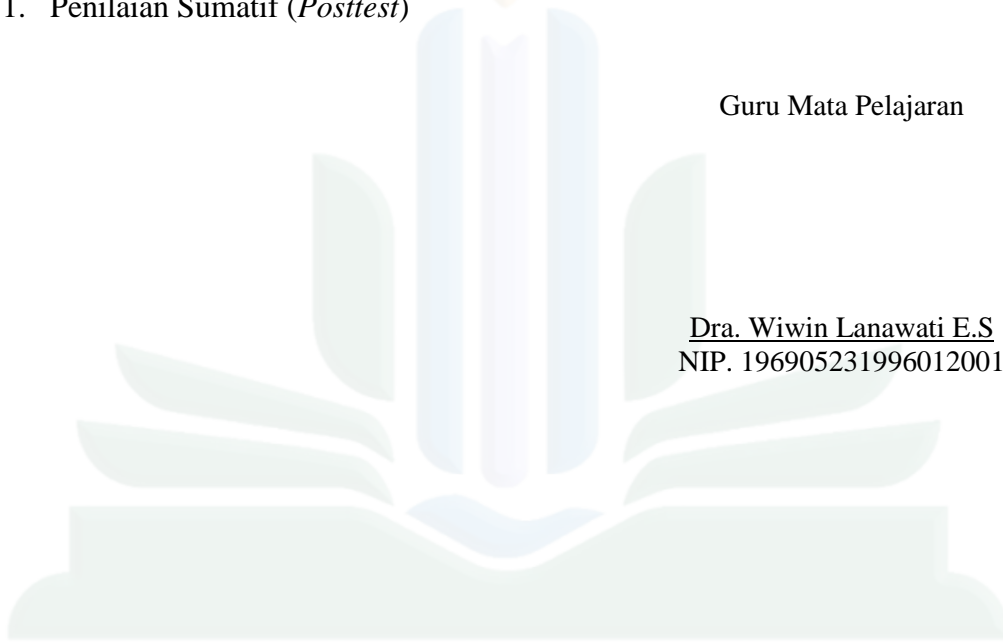 1. Penilaian Sumatif (Posttest)
Guru Mata Pelajaran
Dra. Wiwin Lanawati E.S
NIP. 196905231996012001